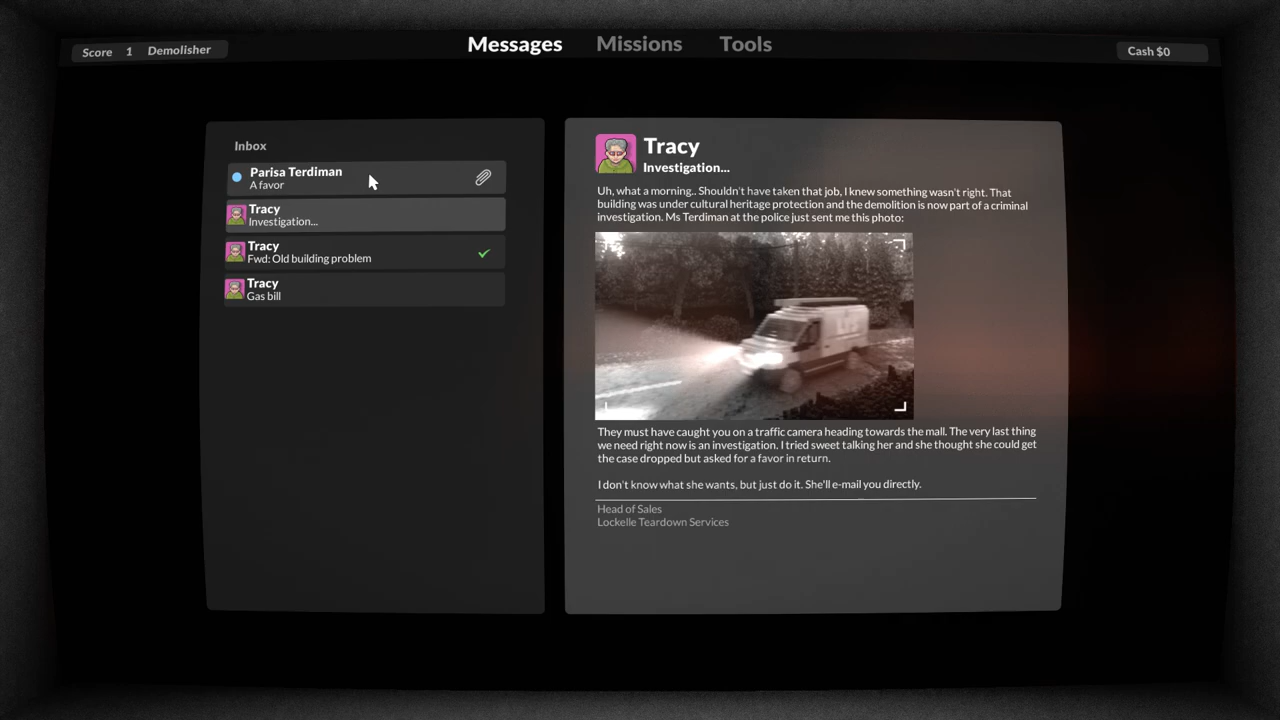 Score 1 Demolisher
Messages Missions Tools
Cash $0
Inbox
Parisa Terdiman
A favor
Tracy
Investigation...
Tracy
Fwd: Old building problem
Tracy
Gas bill
Tracy
Investigation...
Uh, what a morning.. Shouldn't have taken that job, I knew something wasn't right. That
building was under cultural heritage protection and the demolition is now part of a criminal
investigation. Ms Terdiman at the police just sent me this photo:
They must have caught you on a traffic camera heading towards the mall. The very last thing
we need right now is an investigation. I tried sweet talking her and she thought she could get
the case dropped but asked for a favor in return.
I don't know what she wants, but just do it. She'll e-mail you directly.
Head of Sales
Lockelle Teardown Services